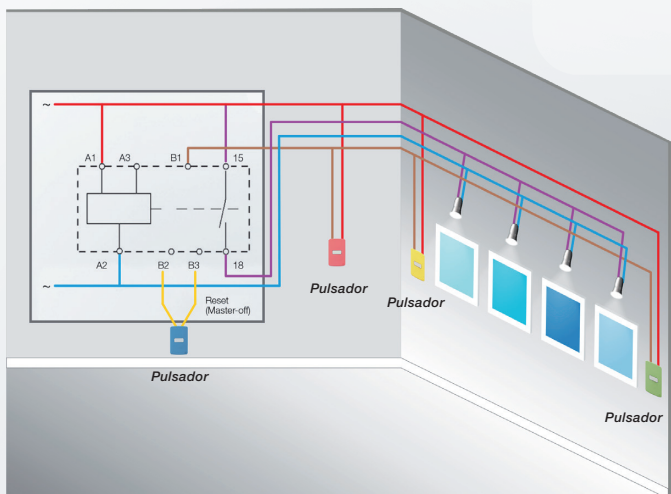 ~
A1
A3
B1
15
A2
B2
B3
18
~
Reset
(Master-off)
Pulsador
Pulsador
Pulsador
Pulsador